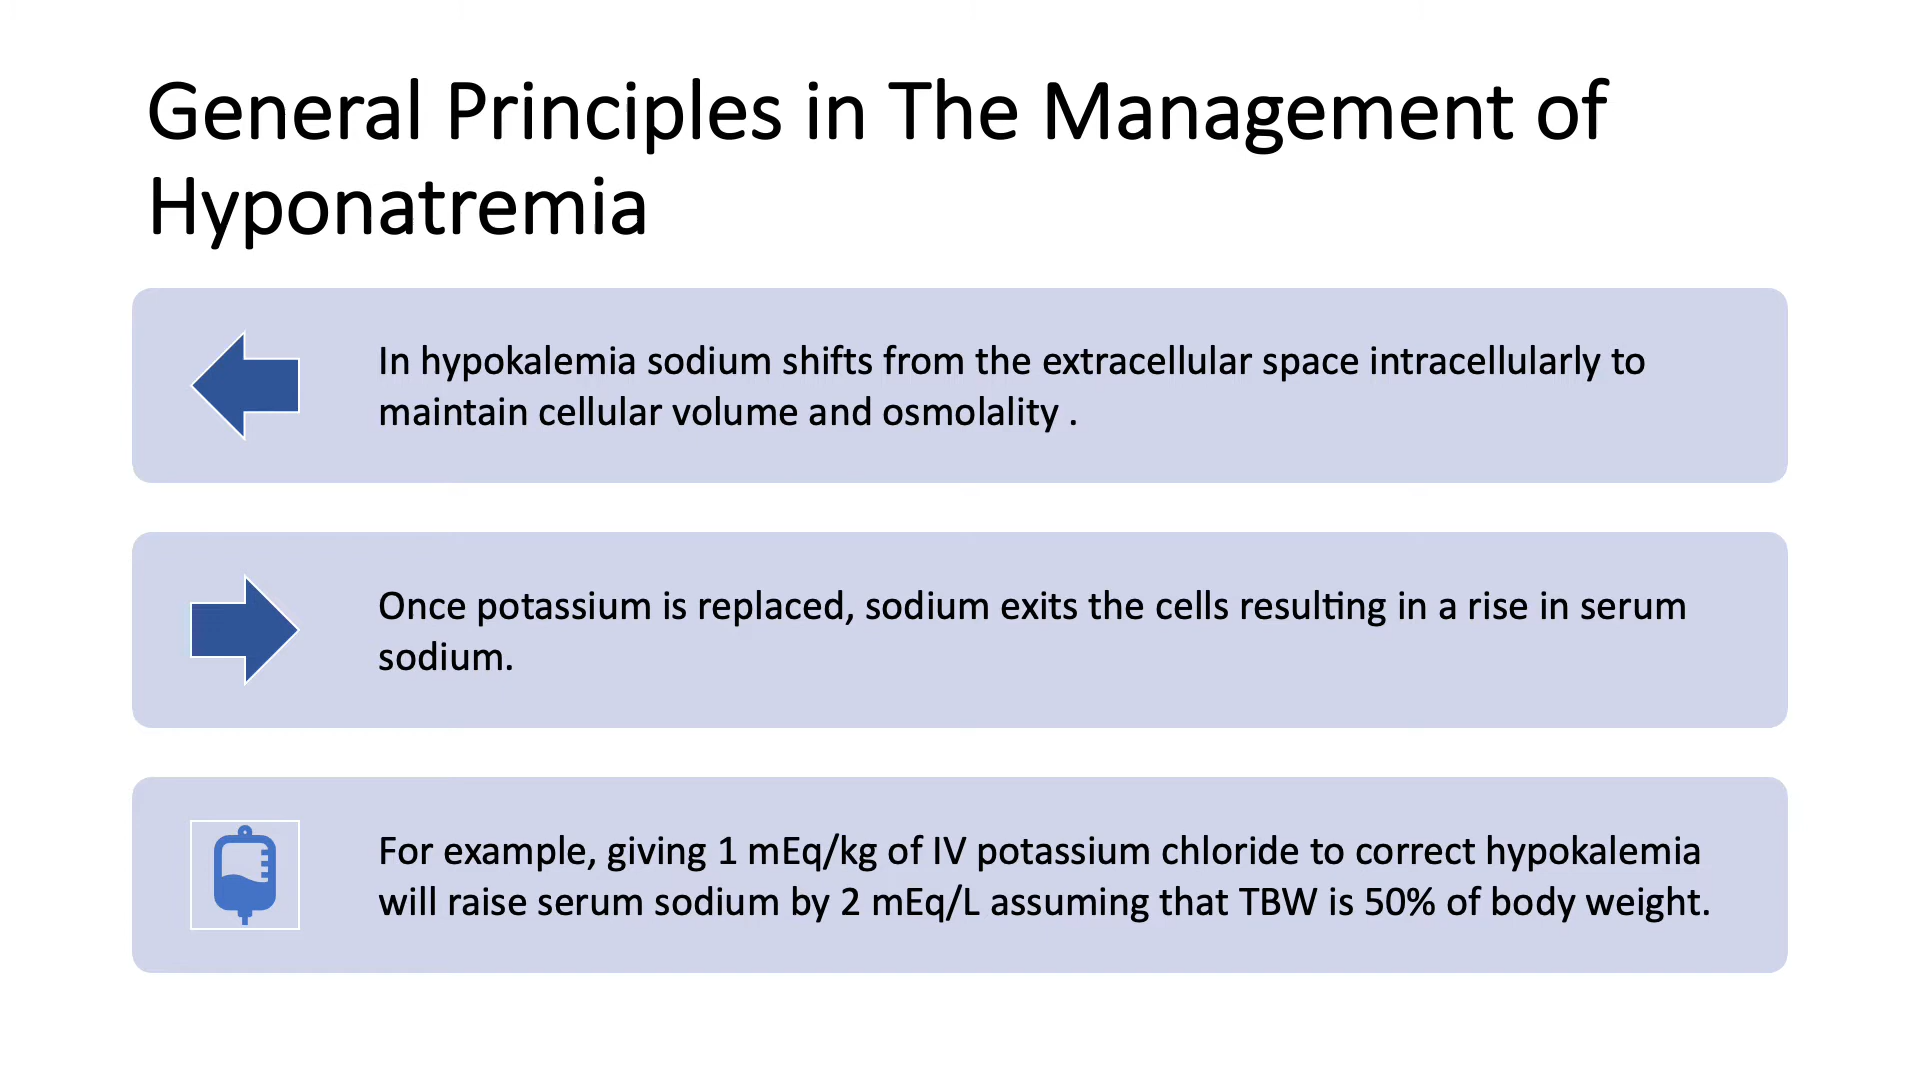 General Principles in The Management of
Hyponatremia
In hypokalemia sodium shifts from the extracellular space intracellularly to
maintain cellular volume and osmolality .
Once potassium is replaced, sodium exits the cells resulting in a rise in serum
sodium.
For example, giving 1 mEq/kg of IV potassium chloride to correct hypokalemia
will raise serum sodium by 2 mEq/L assuming that TBW is 50% of body weight.